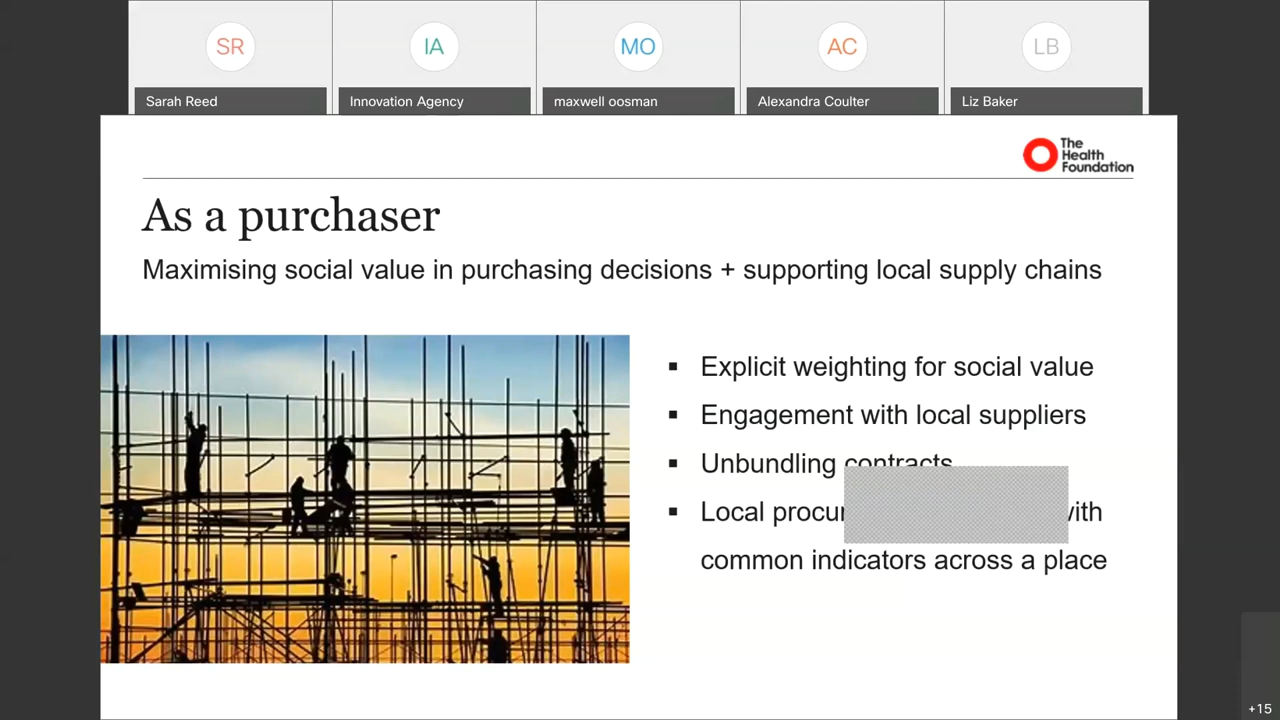 SR
IA
MO
AC
LB
Sarah Reed
Innovation Agency
maxwell oosman
Alexandra Coulter
Liz Baker
The
Health
Foundation
As a purchaser
Maximising social value in purchasing decisions + supporting local supply chains
▪ Explicit weighting for social value
▪ Engagement with local suppliers
▪ Unbundling contracts
▪ Local
common indicators across a place
+15